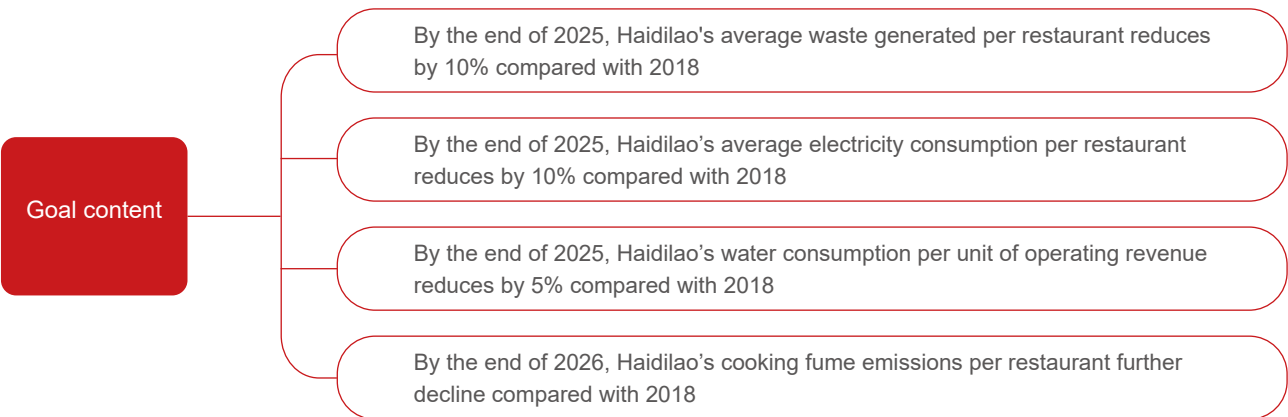 Goal content
By the end of 2025, Haidilao's average waste generated per restaurant reduces
by 10% compared with 2018
By the end of 2025, Haidilao’s average electricity consumption per restaurant
reduces by 10% compared with 2018
By the end of 2025, Haidilao’s water consumption per unit of operating revenue
reduces by 5% compared with 2018
By the end of 2026, Haidilao’s cooking fume emissions per restaurant further
decline compared with 2018